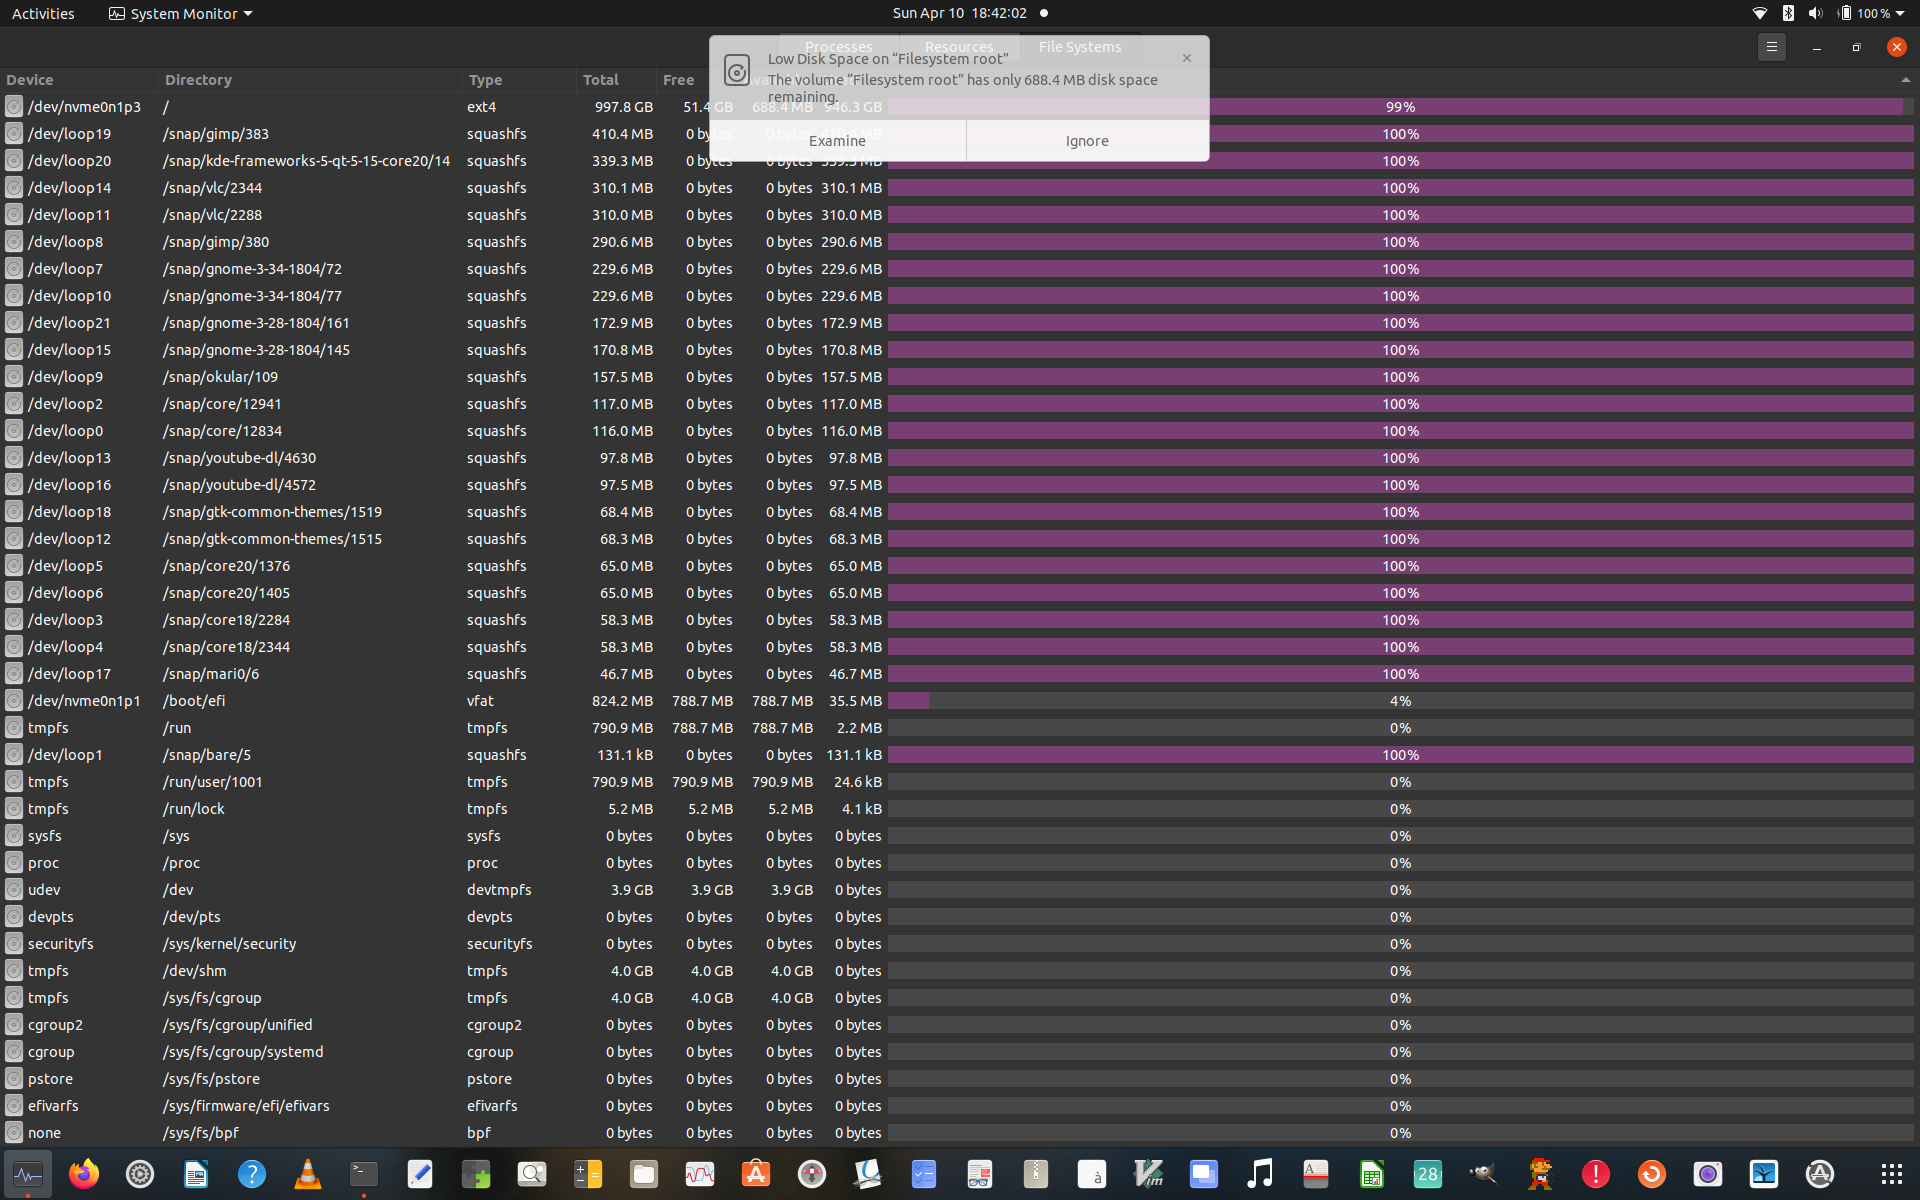 Activities System Monitor Sun Apr 10 18:42:02 100 %
Processes Resources File Systems
Low Disk Space on “Filesystem root”
The volume “Filesystem root” has only 688.4 MB disk space
remaining.
Examine Ignore
Device Directory Type Total Free
/dev/nvme0n1p3 / ext4 997.8 GB 51.4 GB 688.4 MB 946.3 GB 99%
/dev/loop19 /snap/gimp/383 squashfs 410.4 MB 0 bytes 100%
/dev/loop20 /snap/kde-frameworks-5-qt-5-15-core20/14 squashfs 339.3 MB 0 bytes 0 bytes 339.3 MB 100%
/dev/loop14 /snap/vlc/2344 squashfs 310.1 MB 0 bytes 0 bytes 310.1 MB 100%
/dev/loop11 /snap/vlc/2288 squashfs 310.0 MB 0 bytes 0 bytes 310.0 MB 100%
/dev/loop8 /snap/gimp/380 squashfs 290.6 MB 0 bytes 0 bytes 290.6 MB 100%
/dev/loop7 /snap/gnome-3-34-1804/72 squashfs 229.6 MB 0 bytes 0 bytes 229.6 MB 100%
/dev/loop10 /snap/gnome-3-34-1804/77 squashfs 229.6 MB 0 bytes 0 bytes 229.6 MB 100%
/dev/loop21 /snap/gnome-3-28-1804/161 squashfs 172.9 MB 0 bytes 0 bytes 172.9 MB 100%
/dev/loop15 /snap/gnome-3-28-1804/145 squashfs 170.8 MB 0 bytes 0 bytes 170.8 MB 100%
/dev/loop9 /snap/okular/109 squashfs 157.5 MB 0 bytes 0 bytes 157.5 MB 100%
/dev/loop2 /snap/core/12941 squashfs 117.0 MB 0 bytes 0 bytes 117.0 MB 100%
/dev/loop0 /snap/core/12834 squashfs 116.0 MB 0 bytes 0 bytes 116.0 MB 100%
/dev/loop13 /snap/youtube-dl/4630 squashfs 97.8 MB 0 bytes 0 bytes 97.8 MB 100%
/dev/loop16 /snap/youtube-dl/4572 squashfs 97.5 MB 0 bytes 0 bytes 97.5 MB 100%
/dev/loop18 /snap/gtk-common-themes/1519 squashfs 68.4 MB 0 bytes 0 bytes 68.4 MB 100%
/dev/loop12 /snap/gtk-common-themes/1515 squashfs 68.3 MB 0 bytes 0 bytes 68.3 MB 100%
/dev/loop5 /snap/core20/1376 squashfs 65.0 MB 0 bytes 0 bytes 65.0 MB 100%
/dev/loop6 /snap/core20/1405 squashfs 65.0 MB 0 bytes 0 bytes 65.0 MB 100%
/dev/loop3 /snap/core18/2284 squashfs 58.3 MB 0 bytes 0 bytes 58.3 MB 100%
/dev/loop4 /snap/core18/2344 squashfs 58.3 MB 0 bytes 0 bytes 58.3 MB 100%
/dev/loop17 /snap/mari0/6 squashfs 46.7 MB 0 bytes 0 bytes 46.7 MB 100%
/dev/nvme0n1p1 /boot/efi vfat 824.2 MB 788.7 MB 788.7 MB 35.5 MB 4%
tmpfs /run tmpfs 790.9 MB 788.7 MB 788.7 MB 2.2 MB 0%
/dev/loop1 /snap/bare/5 squashfs 131.1 kB 0 bytes 0 bytes 131.1 kB 100%
tmpfs /run/user/1001 tmpfs 790.9 MB 790.9 MB 790.9 MB 24.6 kB 0%
tmpfs /run/lock tmpfs 5.2 MB 5.2 MB 5.2 MB 4.1 kB 0%
sysfs /sys sysfs 0 bytes 0 bytes 0 bytes 0 bytes 0%
proc /proc proc 0 bytes 0 bytes 0 bytes 0 bytes 0%
udev /dev devtmpfs 3.9 GB 3.9 GB 3.9 GB 0 bytes 0%
devpts /dev/pts devpts 0 bytes 0 bytes 0 bytes 0 bytes 0%
securityfs /sys/kernel/security securityfs 0 bytes 0 bytes 0 bytes 0 bytes 0%
tmpfs /dev/shm tmpfs 4.0 GB 4.0 GB 4.0 GB 0 bytes 0%
tmpfs /sys/fs/cgroup tmpfs 4.0 GB 4.0 GB 4.0 GB 0 bytes 0%
cgroup2 /sys/fs/cgroup/unified cgroup2 0 bytes 0 bytes 0 bytes 0 bytes 0%
cgroup /sys/fs/cgroup/systemd cgroup 0 bytes 0 bytes 0 bytes 0 bytes 0%
pstore /sys/fs/pstore pstore 0 bytes 0 bytes 0 bytes 0 bytes 0%
efivarfs /sys/firmware/efi/efivars efivarfs 0 bytes 0 bytes 0 bytes 0 bytes 0%
none /sys/fs/bpf bpf 0 bytes 0 bytes 0 bytes 0 bytes 0%
à Vim 28